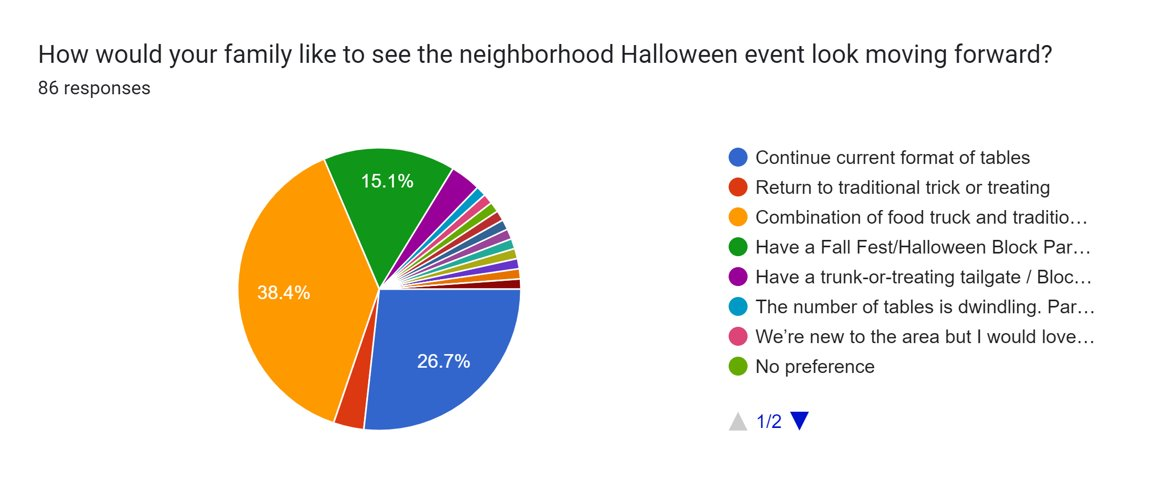 How would your family like to see the neighborhood Halloween event look moving forward?
86 responses
15.1%
38.4%
26.7%
Continue current format of tables
Return to traditional trick or treating
Combination of food truck and traditio…
Have a Fall Fest/Halloween Block Par…
Have a trunk-or-treating tailgate / Bloc…
The number of tables is dwindling. Par…
We’re new to the area but I would love…
No preference
1/2